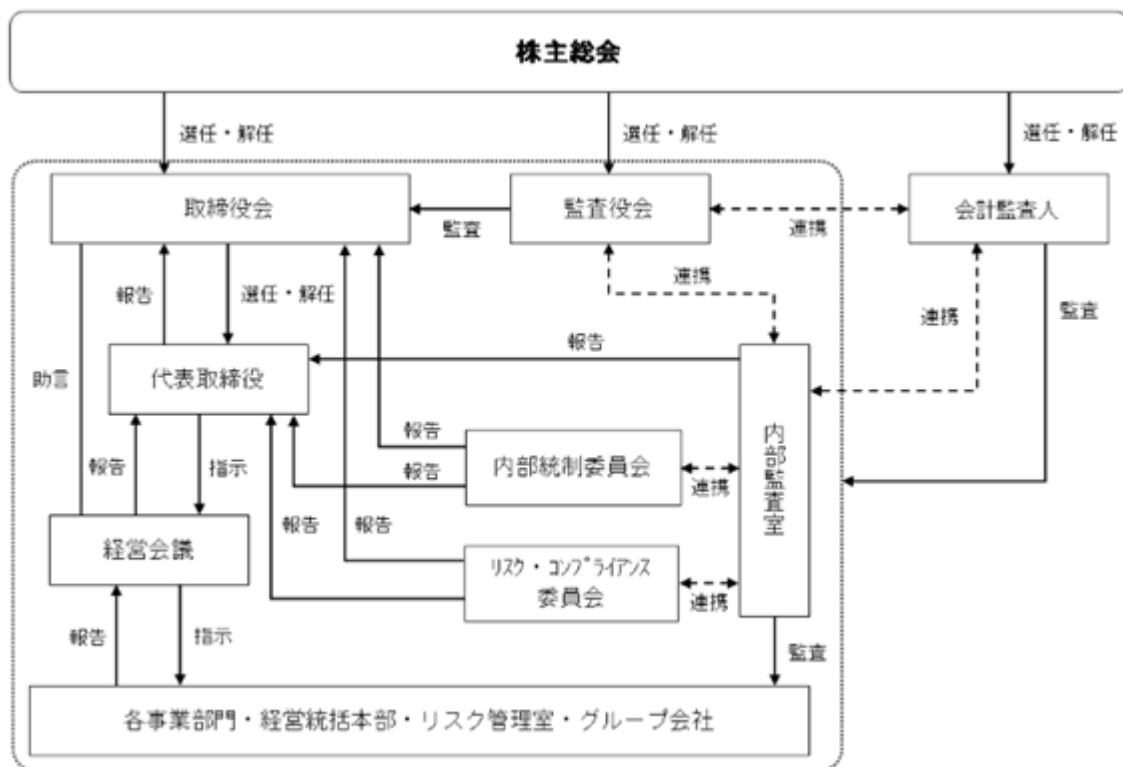 株主総会
選任・解任
選任・解任
選任・解任
取締役会
監査
監査役会
連携
会計監査人
報告
選任・解任
連携
連携
監査
報告
助言
代表取締役
報告
内部統制委員会
連携
内部監査室
報告
報告
指示
報告
報告
経営会議
リスク・コンプライアンス
委員会
連携
報告
指示
監査
各事業部門・経営統括本部・リスク管理室・グループ会社